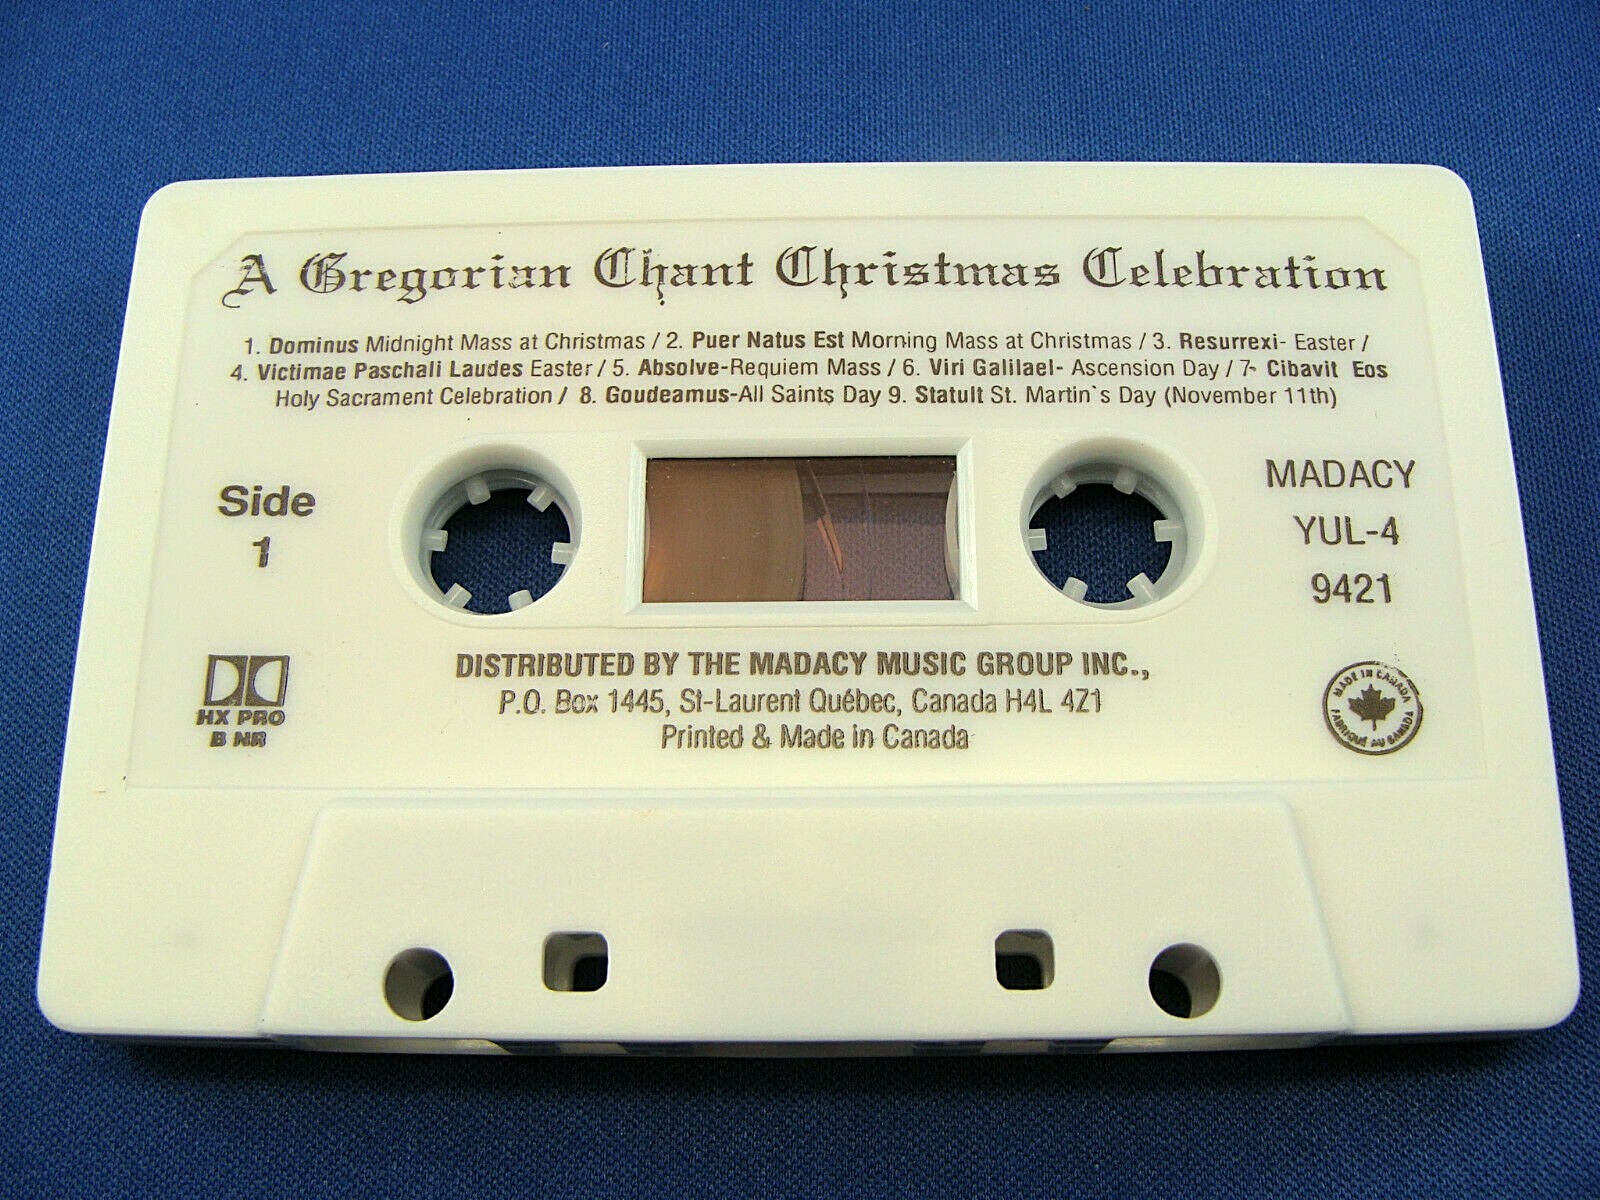 A Gregorian Chant Christmas Celebration
1. Dominus Midnight Mass at Christmas / 2. Puer Natus Est Morning Mass at Christmas / 3. Resurrexi- Easter /
4. Victimae Paschali Laudes Easter / 5. Absolve-Requiem Mass / 6. Viri Galilael- Ascension Day / 7- Cibavit Eos
Holy Sacrament Celebration / 8. Goudeamus-All Saints Day 9. Statult St. Martin`s Day (November 11th)
Side
1
MADACY
YUL-4
9421
HX PRO
B NR
DISTRIBUTED BY THE MADACY MUSIC GROUP INC.,
P.O. Box 1445, St-Laurent Québec, Canada H4L 4Z1
Printed & Made in Canada
MADE IN CANADA
FABRIQUÉ AU CANADA